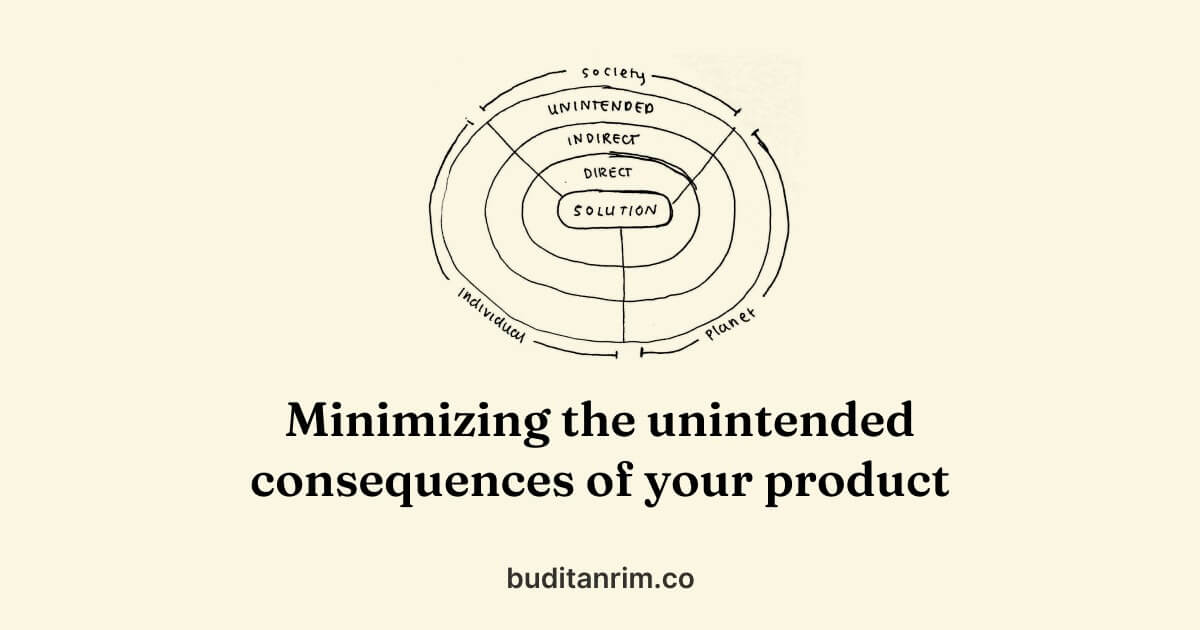 society
UNINTENDED
INDIRECT
DIRECT
SOLUTION
Individual
Planet
Minimizing the unintended
consequences of your product
buditanrim.co